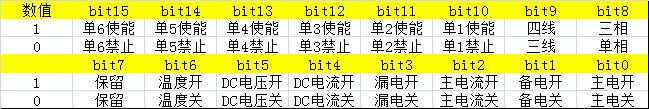 数值 bit15 bit14 bit13 bit12 bit11 bit10 bit9 bit8
1 单6使能 单5使能 单4使能 单3使能 单2使能 单1使能 四线 三相
0 单6禁止 单5禁止 单4禁止 单3禁止 单2禁止 单1禁止 三线 单相
bit7 bit6 bit5 bit4 bit3 bit2 bit1 bit0
1 保留 温度开 DC电压开 DC电流开 漏电开 主电流开 备电开 主电开
0 保留 温度关 DC电压关 DC电流关 漏电关 主电流关 备电关 主电关